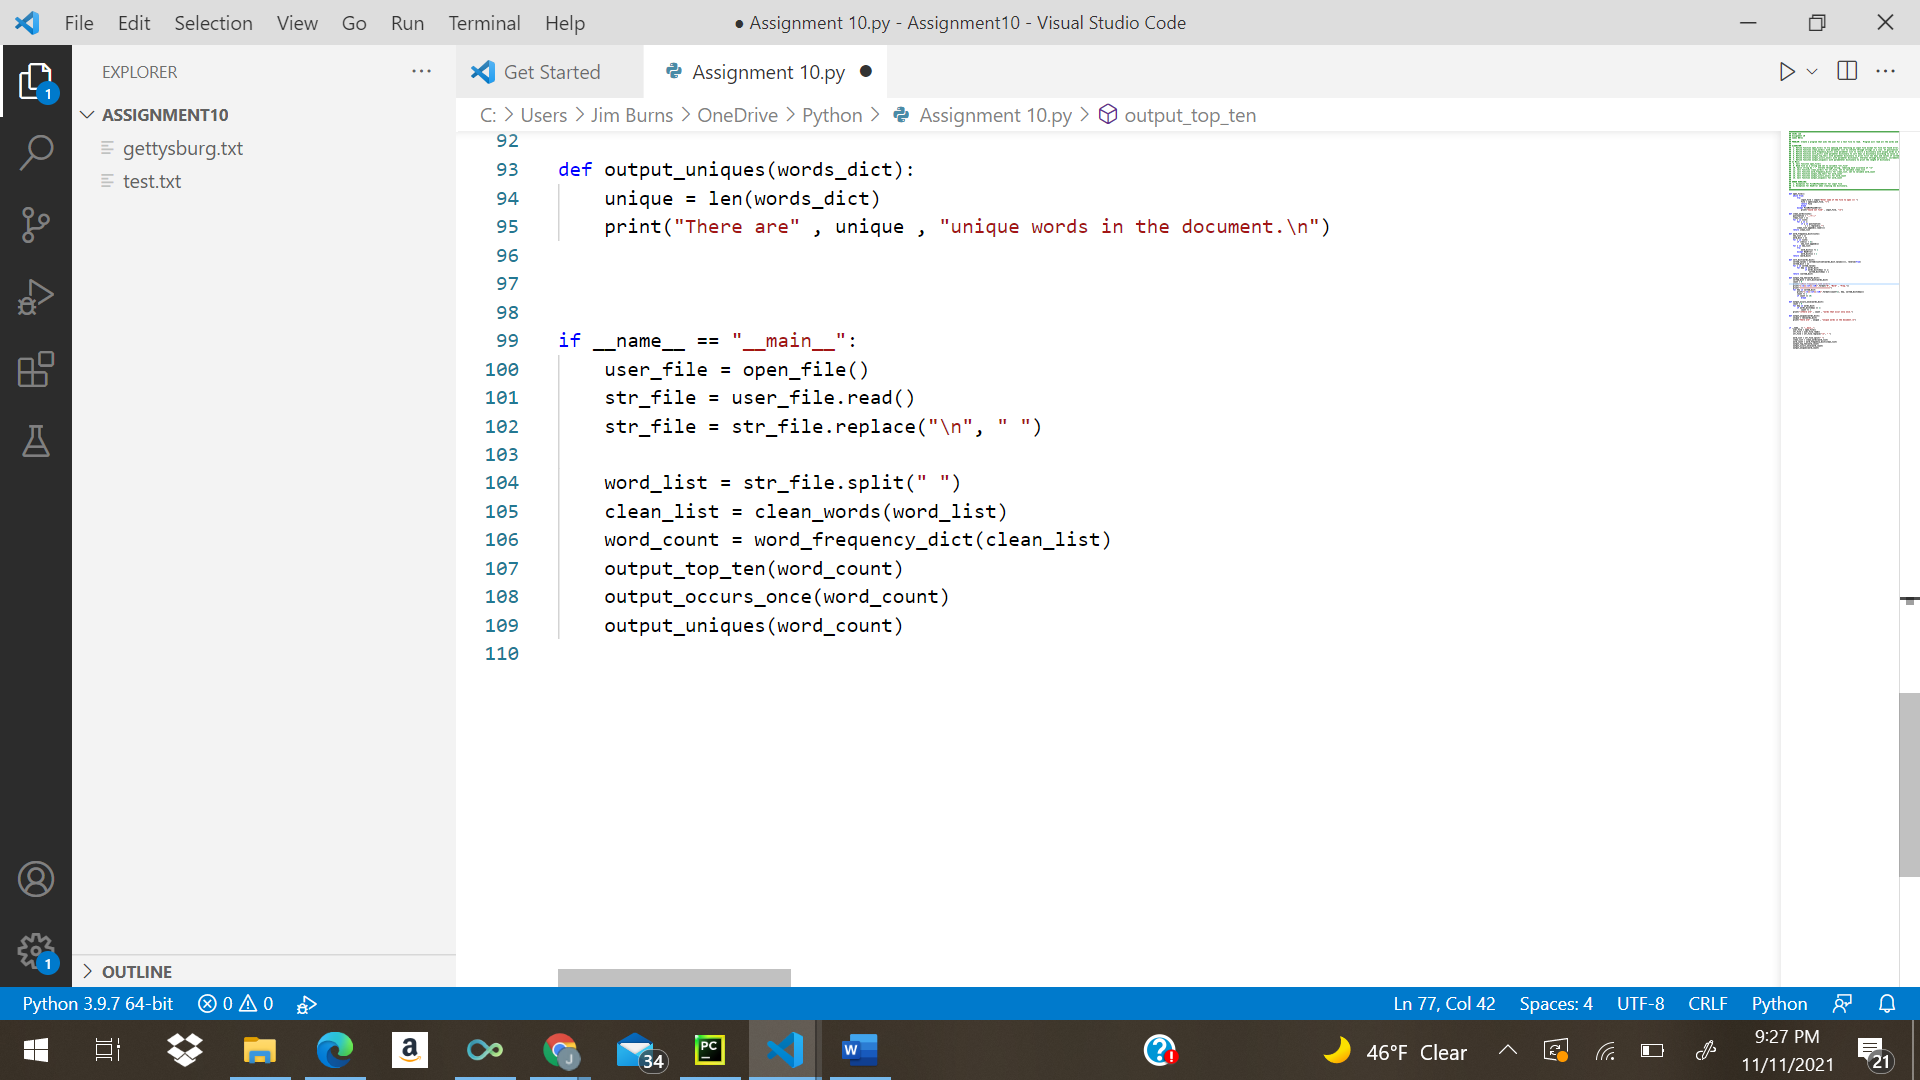 File Edit Selection View Go Run Terminal Help
● Assignment 10.py - Assignment10 - Visual Studio Code
EXPLORER
1
ASSIGNMENT10
gettysburg.txt
test.txt
OUTLINE
1
Get Started
Assignment 10.py ●
C: > Users > Jim Burns > OneDrive > Python > Assignment 10.py > output_top_ten
92
93 def output_uniques(words_dict):
94     unique = len(words_dict)
95     print("There are" , unique , "unique words in the document.\n")
96
97
98
99 if __name__ == "__main__":
100     user_file = open_file()
101     str_file = user_file.read()
102     str_file = str_file.replace("\n", " ")
103
104     word_list = str_file.split(" ")
105     clean_list = clean_words(word_list)
106     word_count = word_frequency_dict(clean_list)
107     output_top_ten(word_count)
108     output_occurs_once(word_count)
109     output_uniques(word_count)
110
Python 3.9.7 64-bit 0 0 Ln 77, Col 42 Spaces: 4 UTF-8 CRLF Python
a J 34 PC W 46°F Clear 9:27 PM
11/11/2021 21